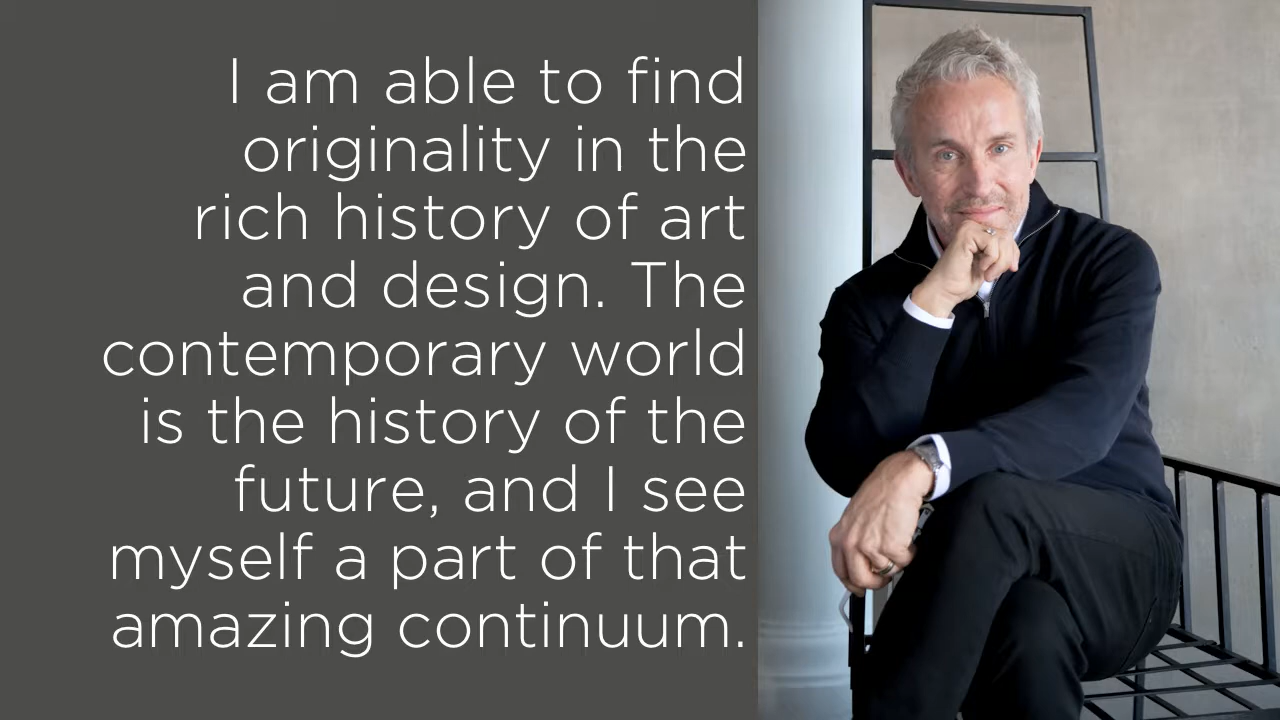 I am able to find
originality in the
rich history of art
and design. The
contemporary world
is the history of the
future, and I see
myself a part of that
amazing continuum.